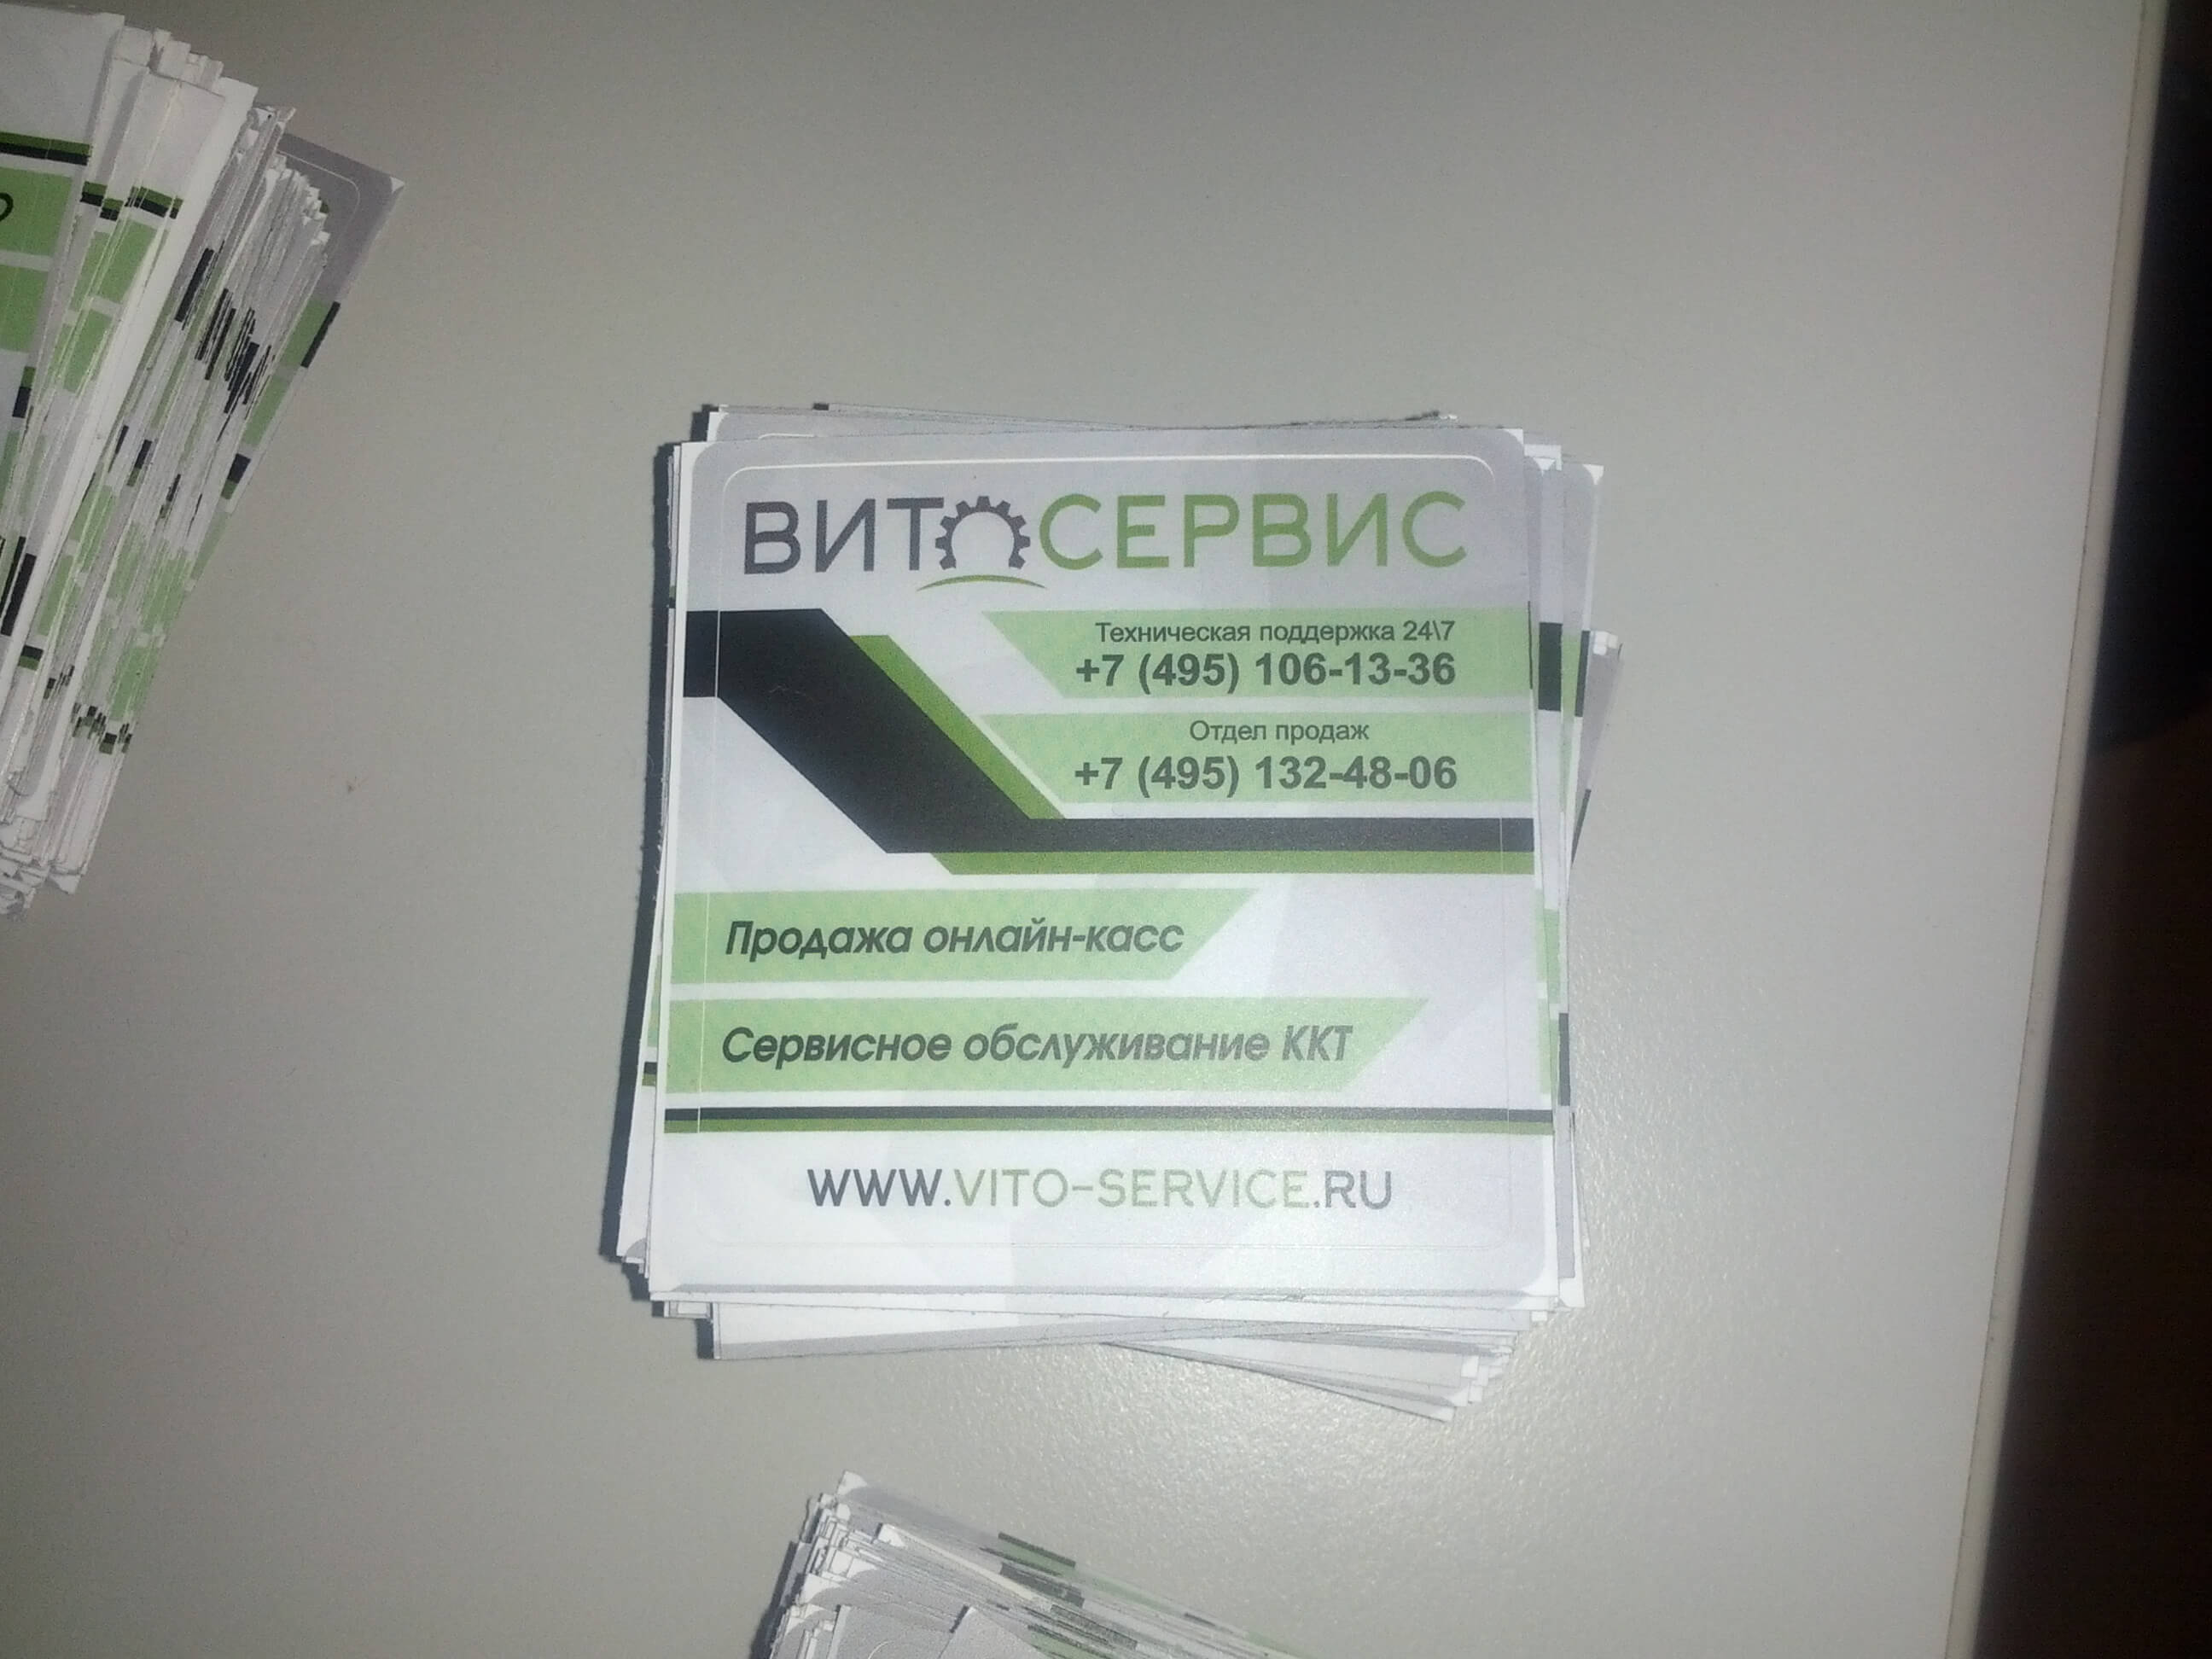 ВИТОСЕРВИС
Техническая поддержка 24\7
+7 (495) 106-13-36
Отдел продаж
+7 (495) 132-48-06
Продажа онлайн-касс
Сервисное обслуживание ККТ
WWW.VITO-SERVICE.RU